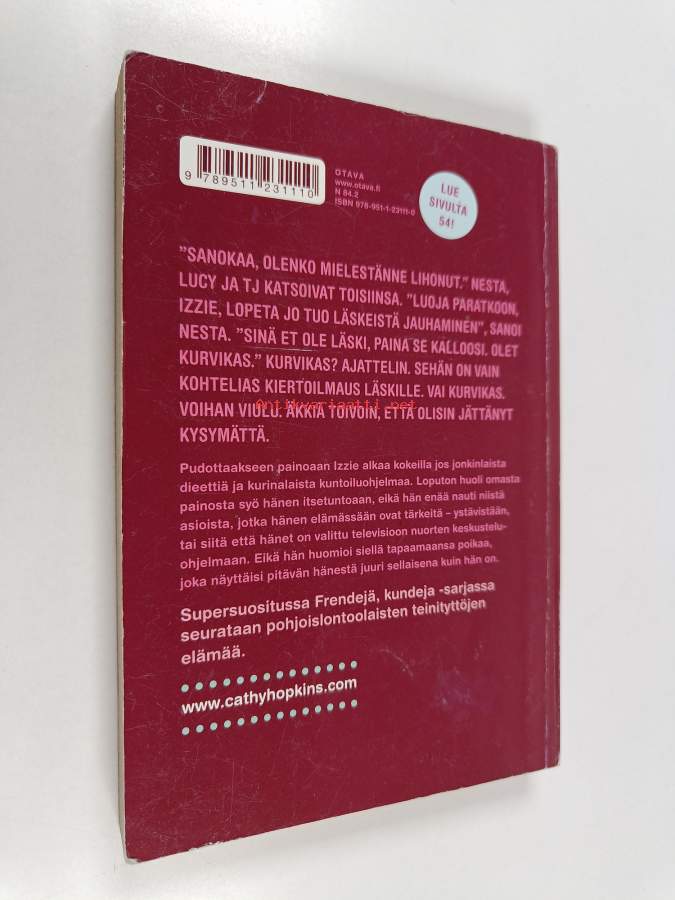 9 789511 231110
OTAVA
www.otava.fi
N 84.2
ISBN 978-951-1-23111-0
LUE
SIVULTA
54!
"SANOKAA, OLENKO MIELESTÄNNE LIHONUT." NESTA,
LUCY JA TJ KATSOIVAT TOISIINSA. "LUOJA PARATKOON,
IZZIE, LOPETA JO TUO LÄSKEISTÄ JAUHAMINEN", SANOI
NESTA. "SINÄ ET OLE LÄSKI, PAINA SE KALLOOSI. OLET
KURVIKAS." KURVIKAS? AJATTELIN. SEHÄN ON VAIN
KOHTELIAS KIERTOILMAUS LÄSKILLE. VAI KURVIKAS.
VOIHAN VIULU. ÄKKIÄ TOIVOIN, ETTÄ OLISIN JÄTTÄNYT
KYSYMÄTTÄ.
Antikvariaatti.net
Pudottaakseen painoaan Izzie alkaa kokeilla jos jonkinlaista
dieettiä ja kurinalaista kuntoiluohjelmaa. Loputon huoli omasta
painosta syö hänen itsetuntoaan, eikä hän enää nauti niistä
asioista, jotka hänen elämässään ovat tärkeitä – ystävistään,
tai siitä että hänet on valittu televisioon nuorten keskustelu-
ohjelmaan. Eikä hän huomioi siellä tapaamaansa poikaa,
joka näyttäisi pitävän hänestä juuri sellaisena kuin hän on.
Supersuositussa Frendejä, kundeja -sarjassa
seurataan pohjoislontoolaisten teinityttöjen
elämää.
www.cathyhopkins.com